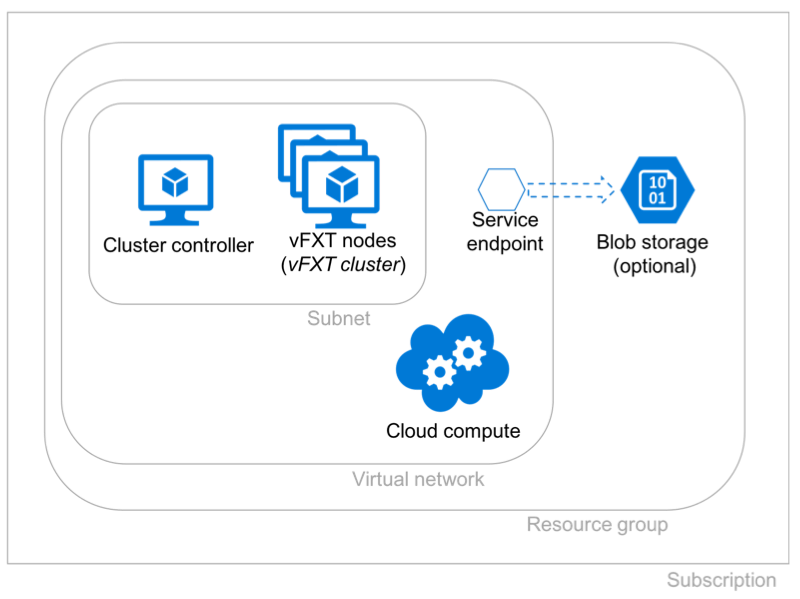 10
01
Cluster controller
vFXT nodes
(vFXT cluster)
Service
endpoint
Blob storage
(optional)
Subnet
Cloud compute
Virtual network
Resource group
Subscription